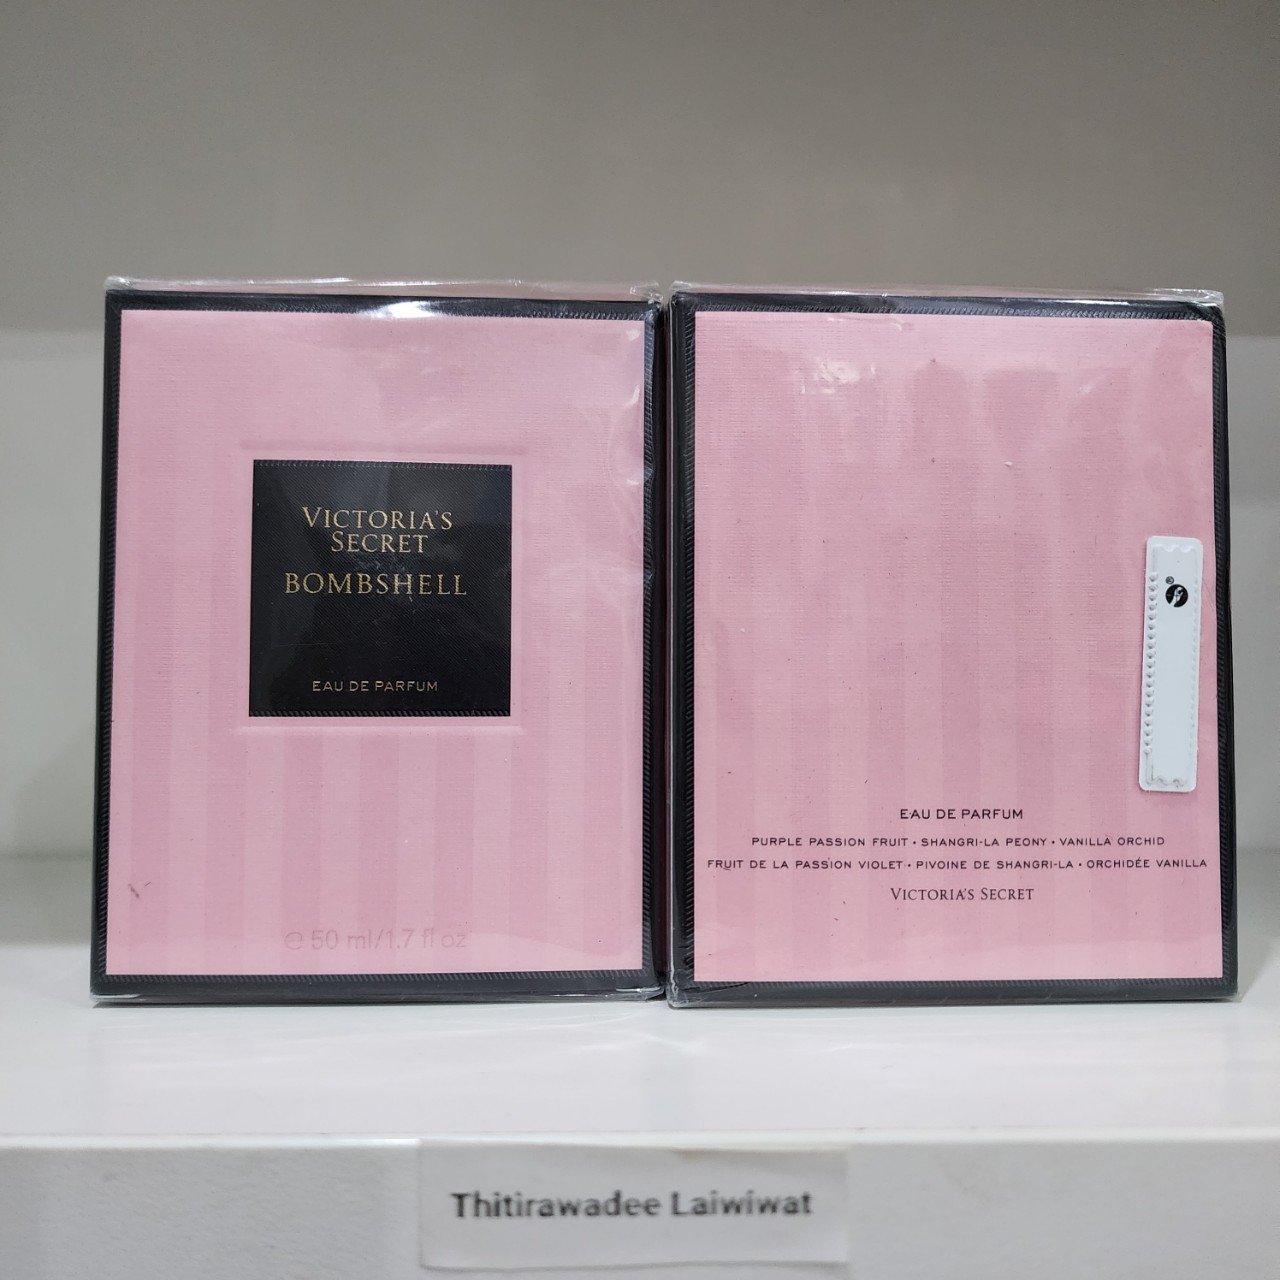 VICTORIA'S
SECRET
BOMBSHELL
EAU DE PARFUM
℮ 50 ml/1.7 fl oz
EAU DE PARFUM
PURPLE PASSION FRUIT • SHANGRI-LA PEONY • VANILLA ORCHID
FRUIT DE LA PASSION VIOLET • PIVOINE DE SHANGRI-LA • ORCHIDÉE VANILLA
VICTORIA'S SECRET
Thitirawadee Laiwiwat